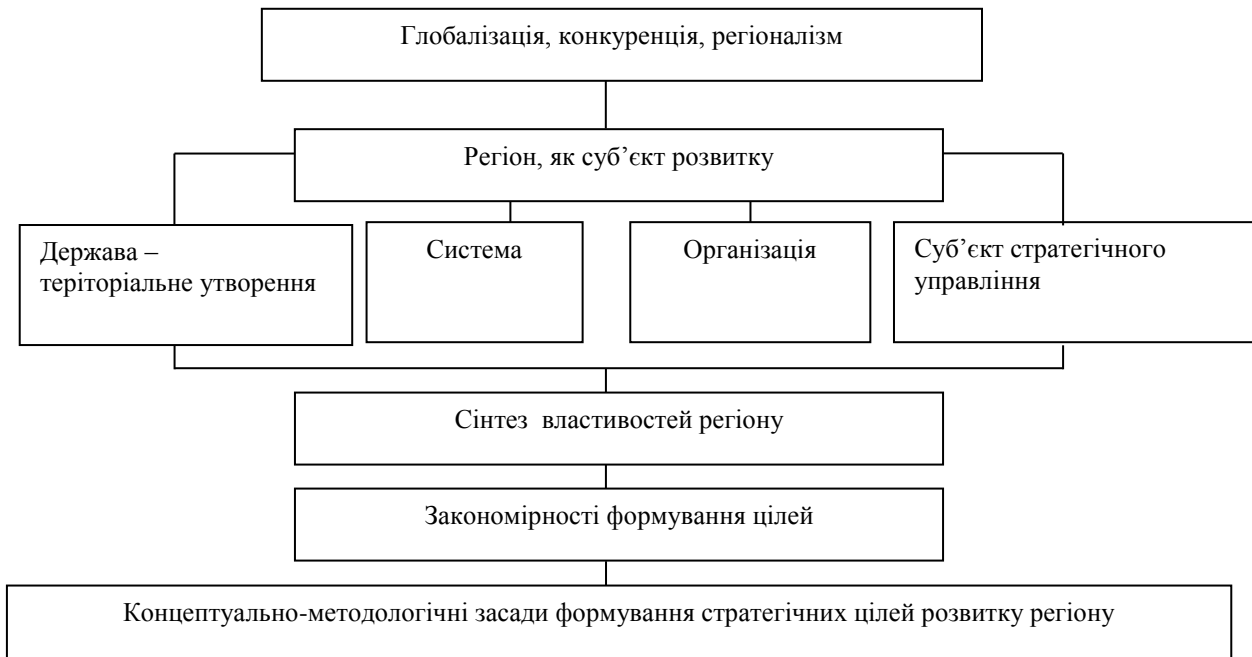 Глобалізація, конкуренція, регіоналізм
Регіон, як суб’єкт розвитку
Держава –
теріторіальне утворення
Система
Організація
Суб’єкт стратегічного
управління
Сінтез властивостей регіону
Закономірності формування цілей
Концептуально-методологічні засади формування стратегічних цілей розвитку регіону